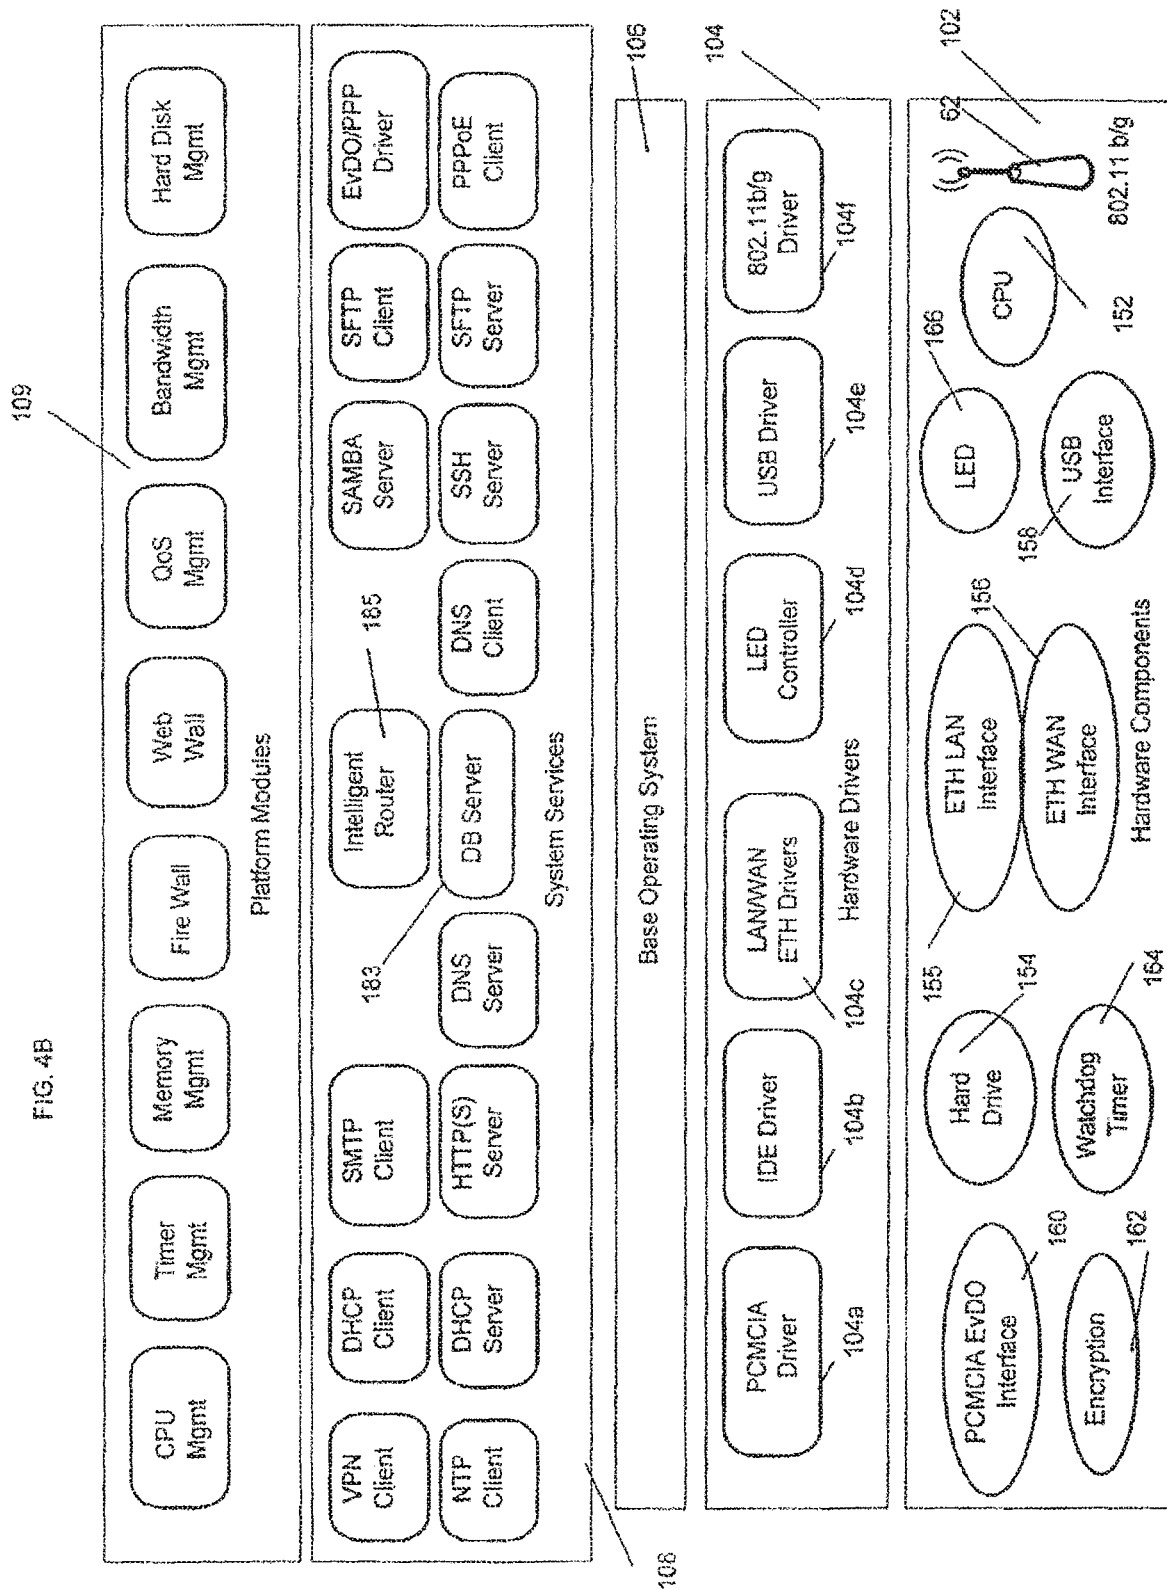 FIG. 4B
109
CPU
Mgmt
Timer
Mgmt
Memory
Mgmt
Fire Wall
Web
Wall
QoS
Mgmt
Bandwidth
Mgmt
Hard Disk
Mgmt
Platform Modules
VPN
Client
DHCP
Client
SMTP
Client
Intelligent
Router
185
SAMBA
Server
SFTP
Client
EvDO/PPP
Driver
183
NTP
Client
DHCP
Server
HTTP(S)
Server
DNS
Server
DB Server
DNS
Client
SSH
Server
SFTP
Server
PPPoE
Client
System Services
108
106
Base Operating System
104
PCMCIA
Driver
IDE Driver
LAN/WAN
ETH Drivers
LED
Controller
USB Driver
802.11b/g
Driver
104a
104b
104c
104d
104e
104f
Hardware Drivers
102
62
155
154
166
PCMCIA EvDO
Interface
160
Hard
Drive
ETH LAN
Interface
156
LED
CPU
152
158
Encryption
162
Watchdog
Timer
164
ETH WAN
Interface
USB
Interface
802.11 b/g
Hardware Components